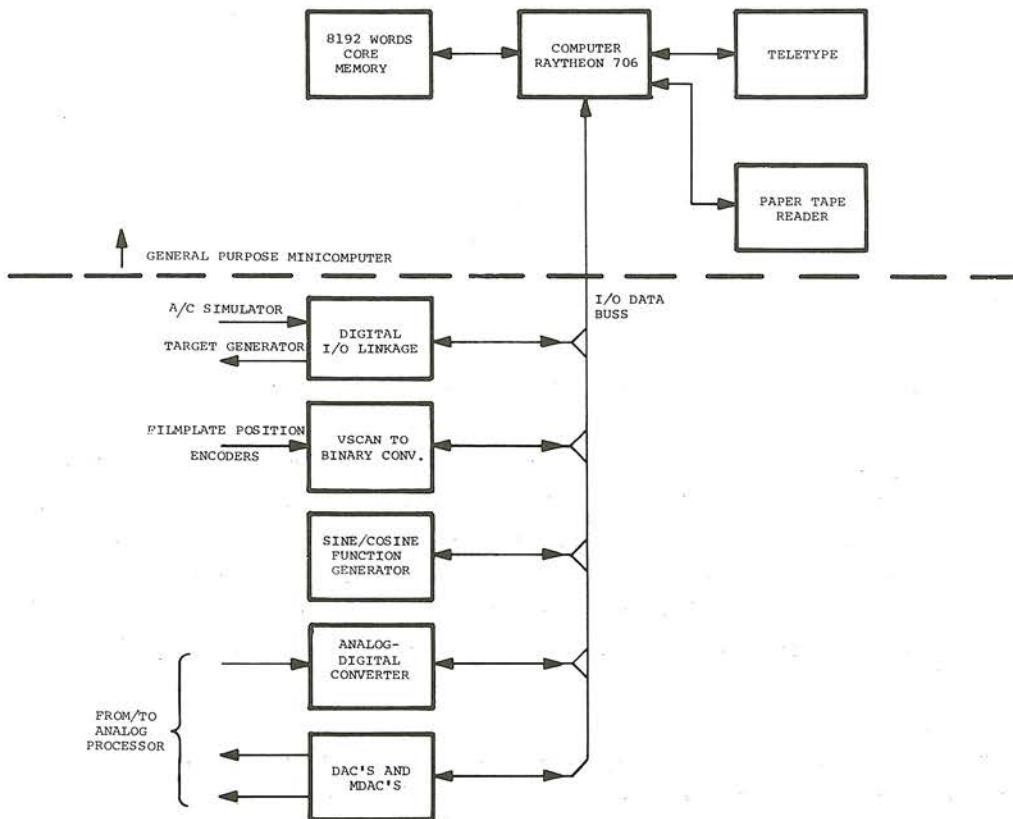 8192 WORDS
CORE
MEMORY
COMPUTER
RAYTHEON 706
TELETYPE
PAPER TAPE
READER
GENERAL PURPOSE MINICOMPUTER
I/O DATA
BUSS
A/C SIMULATOR
TARGET GENERATOR
DIGITAL
I/O LINKAGE
FILMPLATE POSITION
ENCODERS
VSCAN TO
BINARY CONV.
SINE/COSINE
FUNCTION
GENERATOR
ANALOG-
DIGITAL
CONVERTER
FROM/TO
ANALOG
PROCESSOR
DAC'S AND
MDAC'S